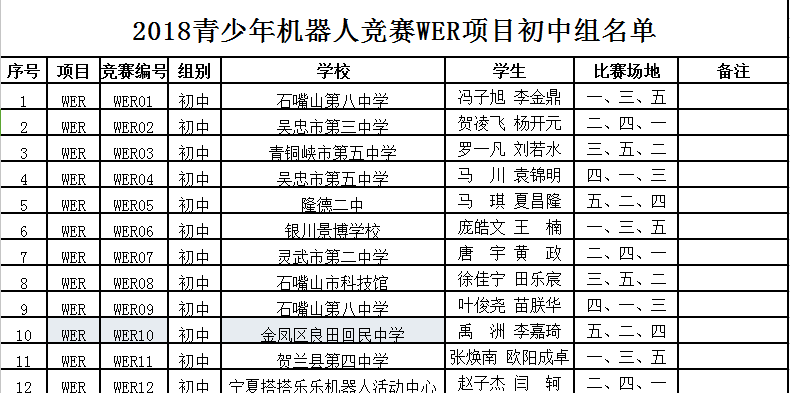 2018青少年机器人竞赛WER项目初中组名单
序号 项目 竞赛编号 组别 学校 学生 比赛场地 备注
1 WER WER01 初中 石嘴山第八中学 冯子旭 李金鼎 一、三、五
2 WER WER02 初中 吴忠市第三中学 贺凌飞 杨开元 二、四、一
3 WER WER03 初中 青铜峡市第五中学 罗一凡 刘若水 三、五、二
4 WER WER04 初中 吴忠市第五中学 马 川 袁锦明 四、一、三
5 WER WER05 初中 隆德二中 马 琪 夏昌隆 五、二、四
6 WER WER06 初中 银川景博学校 庞皓文 王 楠 一、三、五
7 WER WER07 初中 灵武市第二中学 唐 宇 黄 政 二、四、一
8 WER WER08 初中 石嘴山市科技馆 徐佳宁 田乐宸 三、五、二
9 WER WER09 初中 石嘴山第八中学 叶俊尧 苗朕华 四、一、三
10 WER WER10 初中 金凤区良田回民中学 禹 洲 李嘉琦 五、二、四
11 WER WER11 初中 贺兰县第四中学 张焕南 欧阳成卓 一、三、五
12 WER WER12 初中 宁夏搭搭乐乐机器人活动中心 赵子杰 闫 轲 二、四、一